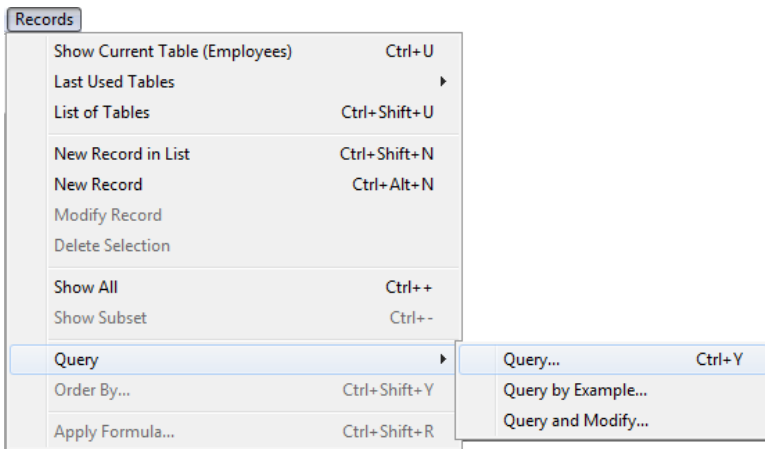 Records
Show Current Table (Employees) Ctrl+U
Last Used Tables
List of Tables Ctrl+Shift+U
New Record in List Ctrl+Shift+N
New Record Ctrl+Alt+N
Modify Record
Delete Selection
Show All Ctrl++
Show Subset Ctrl+-
Query Query... Ctrl+Y
Order By... Ctrl+Shift+Y Query by Example...
Query and Modify...
Apply Formula... Ctrl+Shift+R